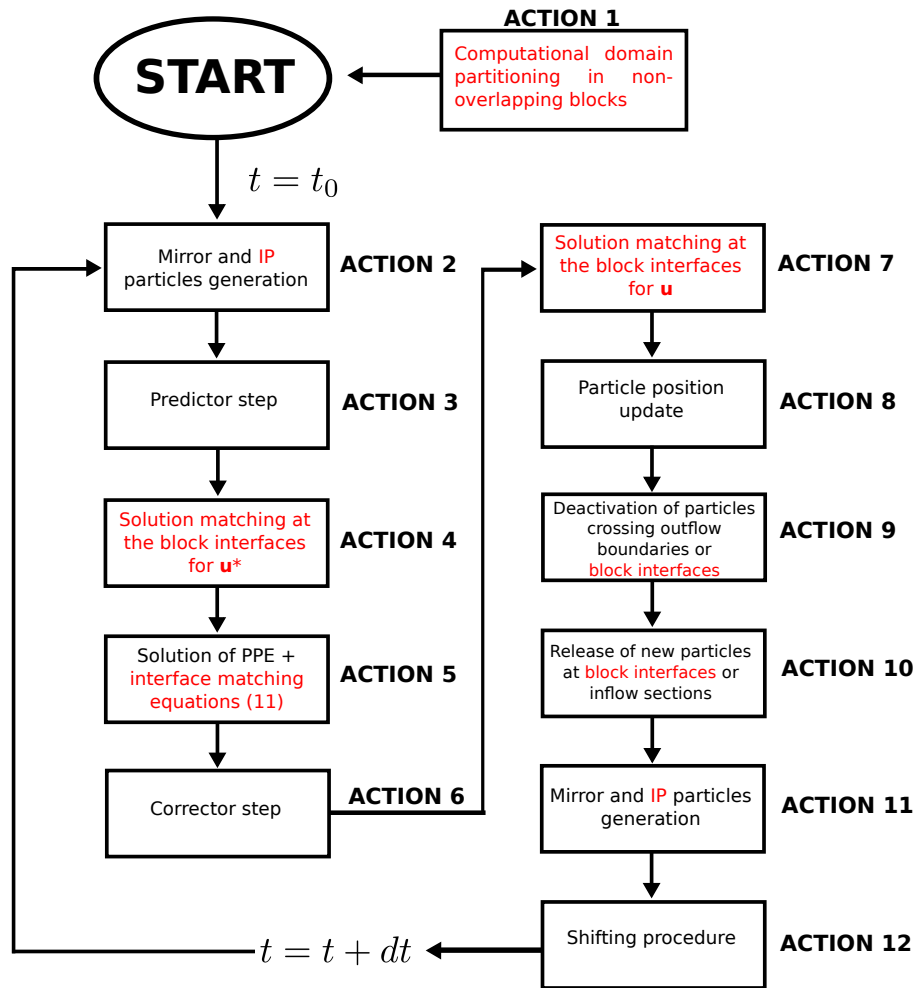 ACTION 1
Computational domain
partitioning in non-
overlapping blocks
START
t = t₀
Mirror and IP
particles generation
ACTION 2
Predictor step
ACTION 3
Solution matching at
the block interfaces
for u*
ACTION 4
Solution of PPE +
interface matching
equations (11)
ACTION 5
Corrector step
ACTION 6
Solution matching at
the block interfaces
for u
ACTION 7
Particle position
update
ACTION 8
Deactivation of particles
crossing outflow
boundaries or
block interfaces
ACTION 9
Release of new particles
at block interfaces or
inflow sections
ACTION 10
Mirror and IP particles
generation
ACTION 11
Shifting procedure
ACTION 12
t = t + dt